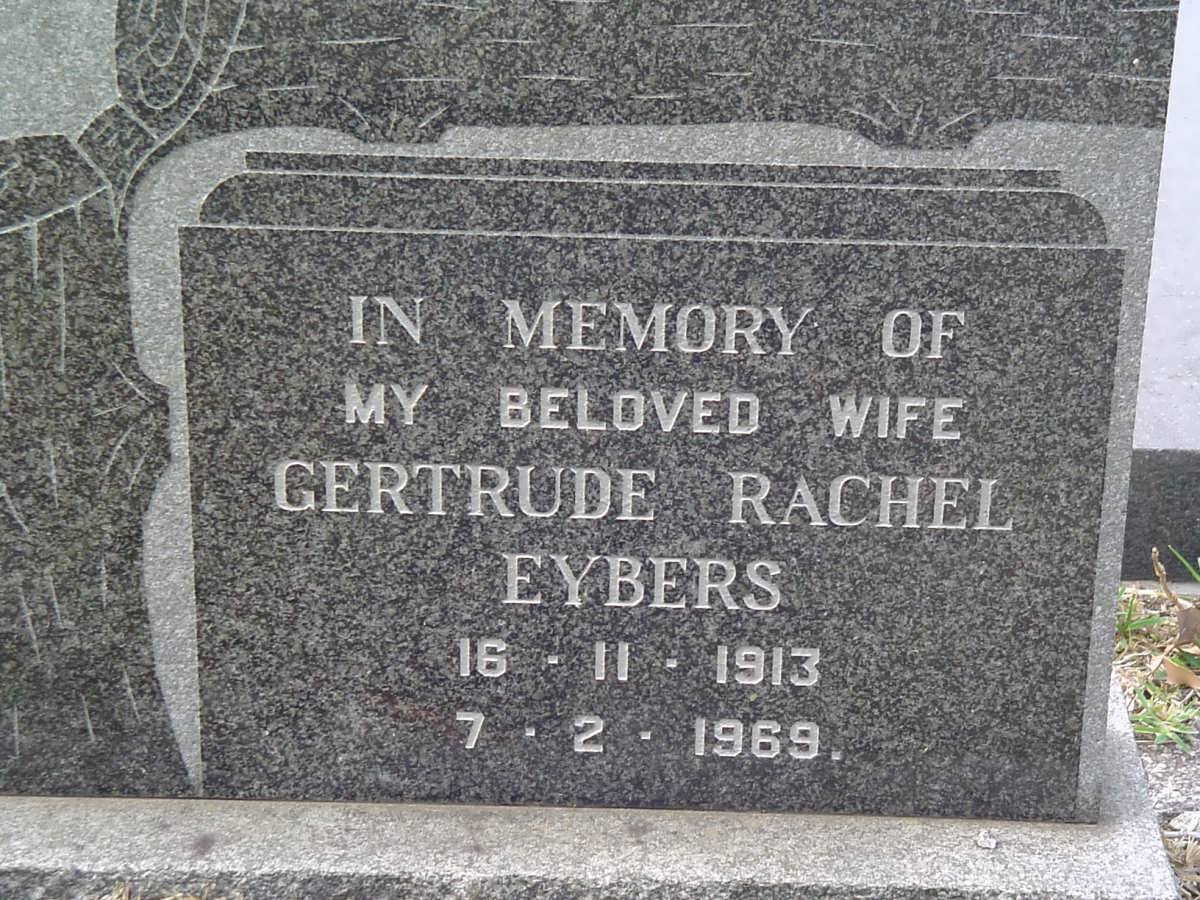 IN MEMORY OF
MY BELOVED WIFE
GERTRUDE RACHEL
EYBERS
16 - 11 - 1913
7 - 2 - 1969.